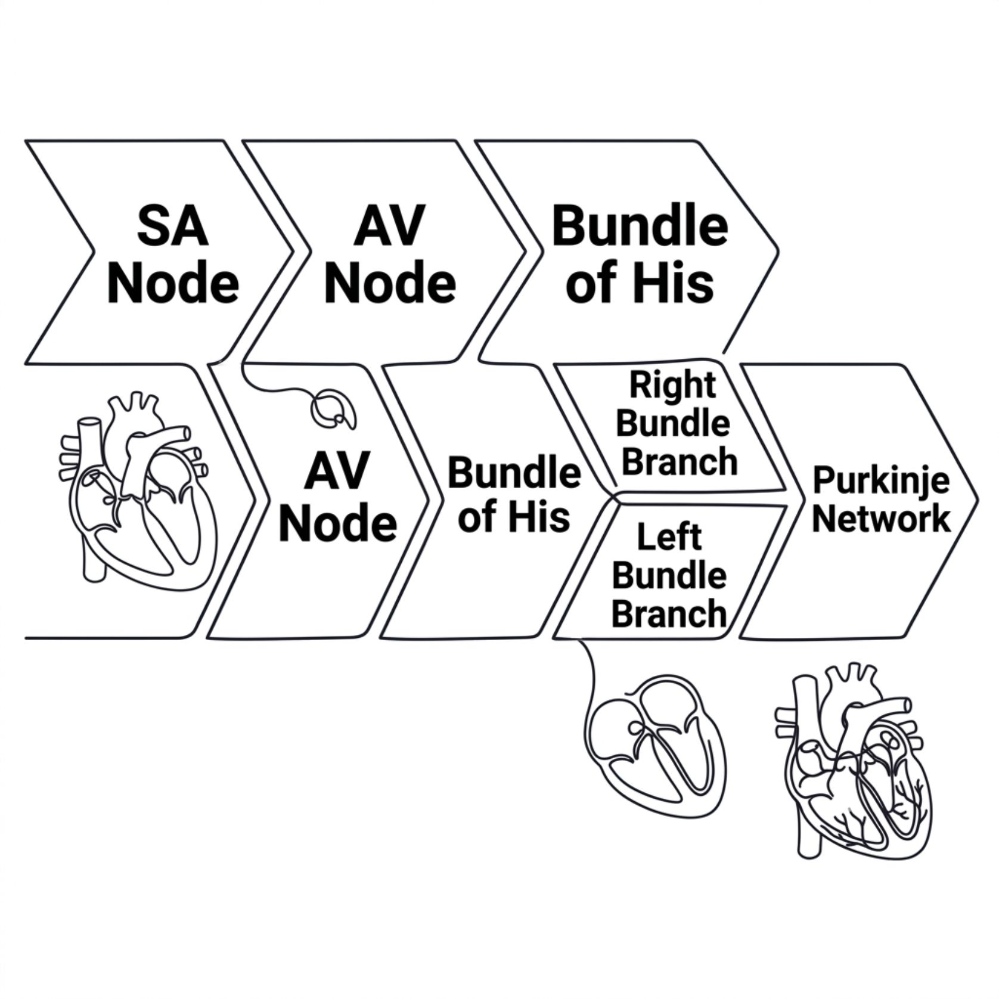 SA
Node
AV
Node
Bundle
of His
AV
Node
Bundle
of His
Right
Bundle
Branch
Left
Bundle
Branch
Purkinje
Network